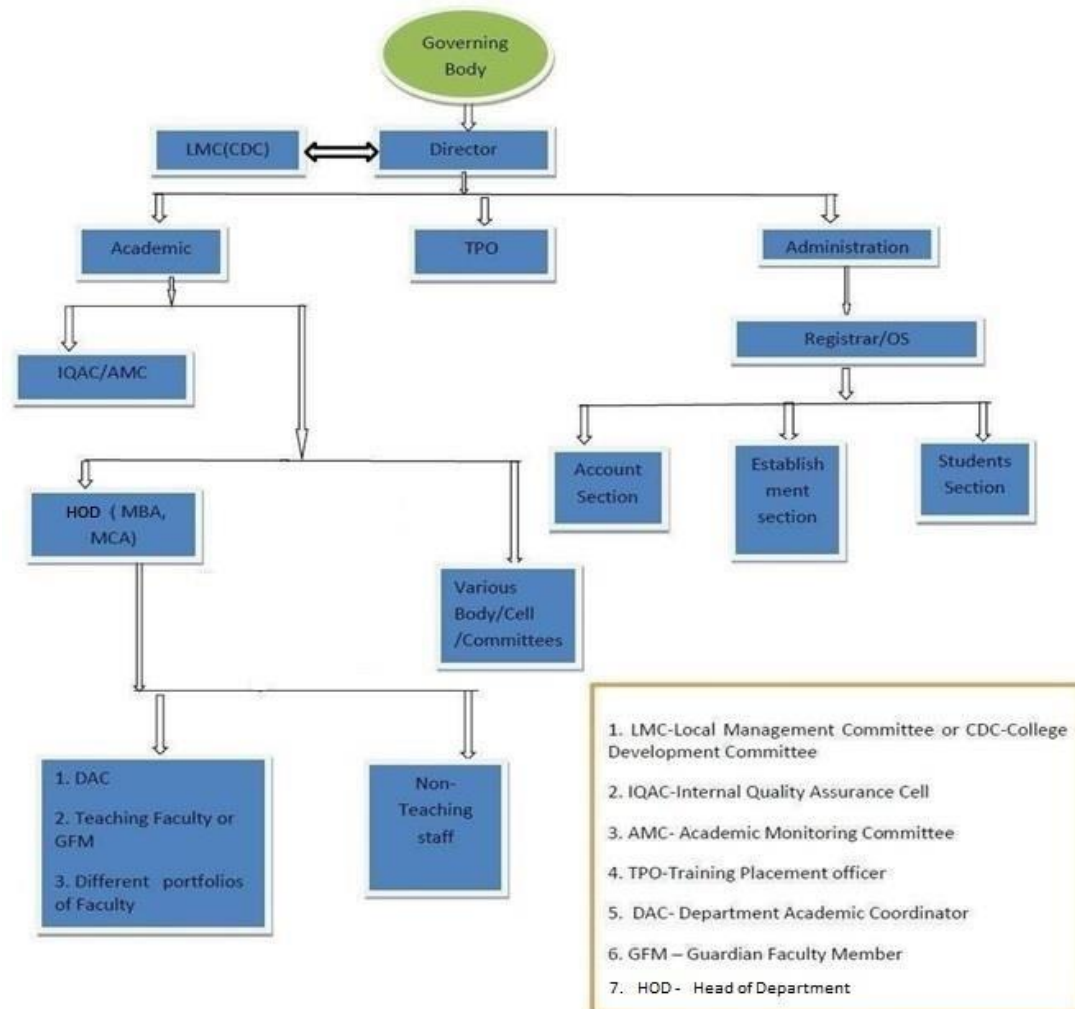 Governing
Body
LMC(CDC)
Director
Academic
TPO
Administration
IQAC/AMC
Registrar/OS
Account
Section
Establish
ment
section
Students
Section
HOD ( MBA,
MCA)
Various
Body/Cell
/Committees
1. DAC
2. Teaching Faculty or
GFM
3. Different portfolios
of Faculty
Non-
Teaching
staff
1. LMC-Local Management Committee or CDC-College
Development Committee
2. IQAC-Internal Quality Assurance Cell
3. AMC- Academic Monitoring Committee
4. TPO-Training Placement officer
5. DAC- Department Academic Coordinator
6. GFM – Guardian Faculty Member
7. HOD - Head of Department